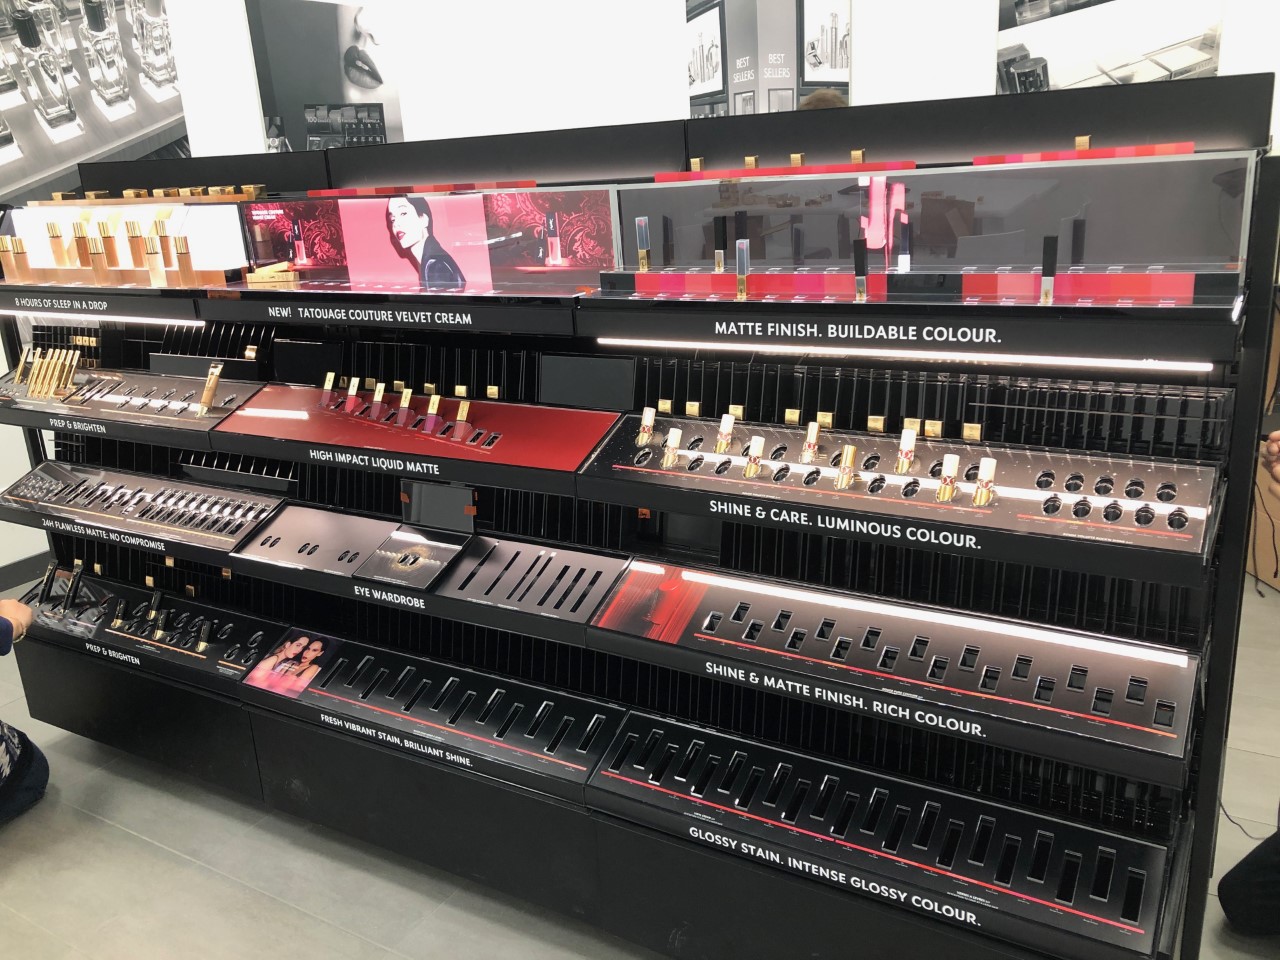 BEST SELLERS
BEST SELLERS
8 HOURS OF SLEEP IN A DROP
NEW! TATOUAGE COUTURE VELVET CREAM
MATTE FINISH. BUILDABLE COLOUR.
PREP & BRIGHTEN
HIGH IMPACT LIQUID MATTE
SHINE & CARE. LUMINOUS COLOUR.
24H FLAWLESS MATTE: NO COMPROMISE
EYE WARDROBE
SHINE & MATTE FINISH. RICH COLOUR.
PREP & BRIGHTEN
FRESH VIBRANT STAIN, BRILLIANT SHINE.
GLOSSY STAIN. INTENSE GLOSSY COLOUR.